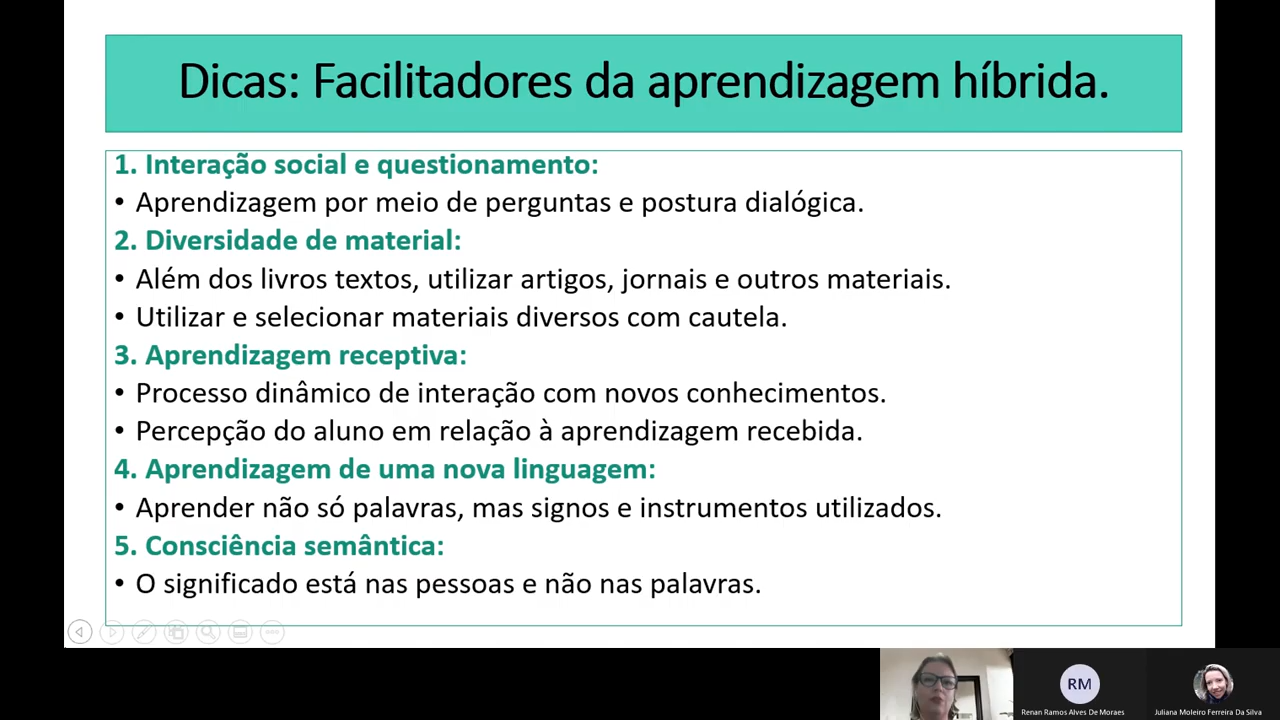 Dicas: Facilitadores da aprendizagem híbrida.
1. Interação social e questionamento:
• Aprendizagem por meio de perguntas e postura dialógica.
2. Diversidade de material:
• Além dos livros textos, utilizar artigos, jornais e outros materiais.
• Utilizar e selecionar materiais diversos com cautela.
3. Aprendizagem receptiva:
• Processo dinâmico de interação com novos conhecimentos.
• Percepção do aluno em relação à aprendizagem recebida.
4. Aprendizagem de uma nova linguagem:
• Aprender não só palavras, mas signos e instrumentos utilizados.
5. Consciência semântica:
• O significado está nas pessoas e não nas palavras.
RM
Renan Ramos Alves De Moraes
Juliana Moleiro Ferreira Da Silva